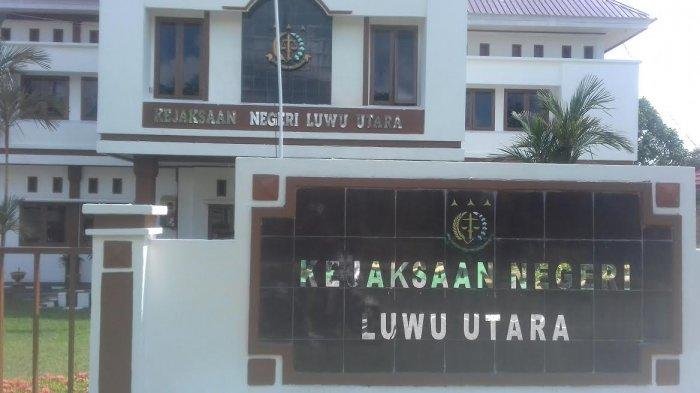 KEJAKSAAN NEGERI LUWU UTARA
KEJAKSAAN NEGERI
LUWU UTARA